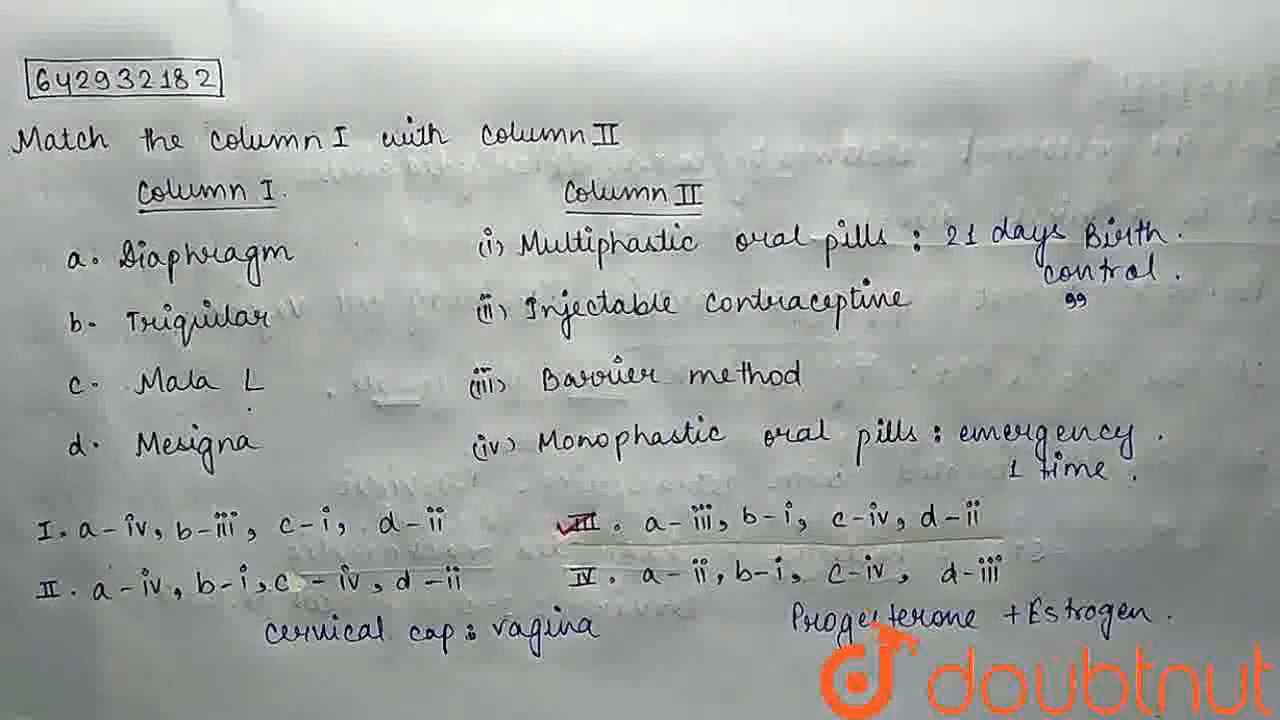 642932182
Match the column I with column II
Column I. Column II
a. Diaphragm (i) Multiphastic oral pills : 21 days Birth.
control.
b. Triquilar (ii) Injectable contraceptine 99
c. Mala L (iii) Barrier method
d. Mesigna (iv) Monophastic oral pills : emergency.
1 time.
I. a-iv, b-iii, c-i, d-ii III. a-iii, b-i, c-iv, d-ii
II. a-iv, b-i, c-iv, d-ii IV. a-ii, b-i, c-iv, d-iii
cervical cap : vagina Progesterone + Estrogen.
doubtnut